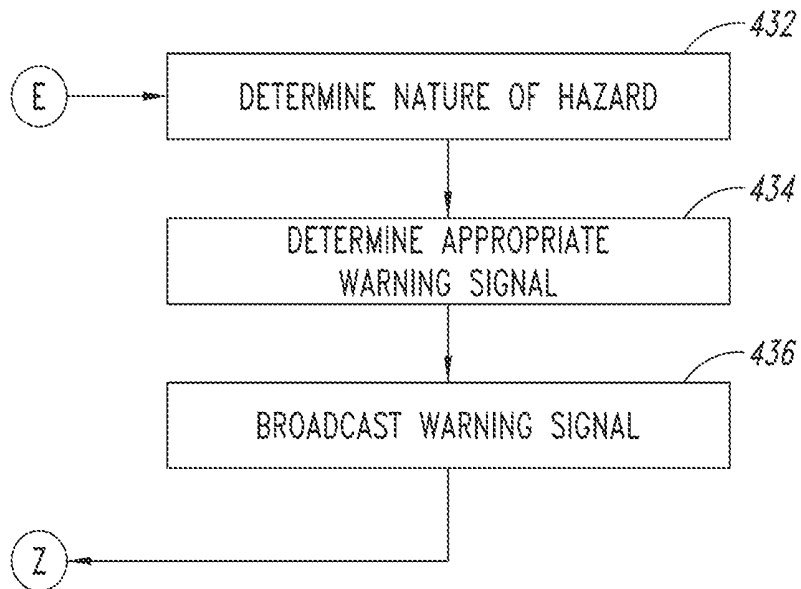 432
E
DETERMINE NATURE OF HAZARD
434
DETERMINE APPROPRIATE
WARNING SIGNAL
436
BROADCAST WARNING SIGNAL
Z